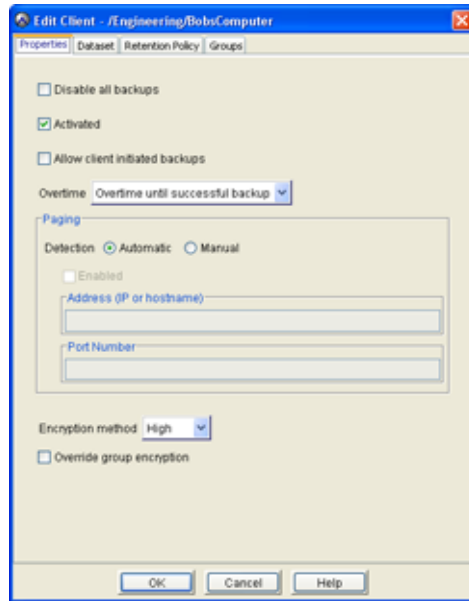 Edit Client - /Engineering/BobsComputer
Properties Dataset Retention Policy Groups
Disable all backups
Activated
Allow client initiated backups
Overtime Overtime until successful backup
Paging
Detection Automatic Manual
Enabled
Address (IP or hostname)
Port Number
Encryption method High
Override group encryption
OK Cancel Help